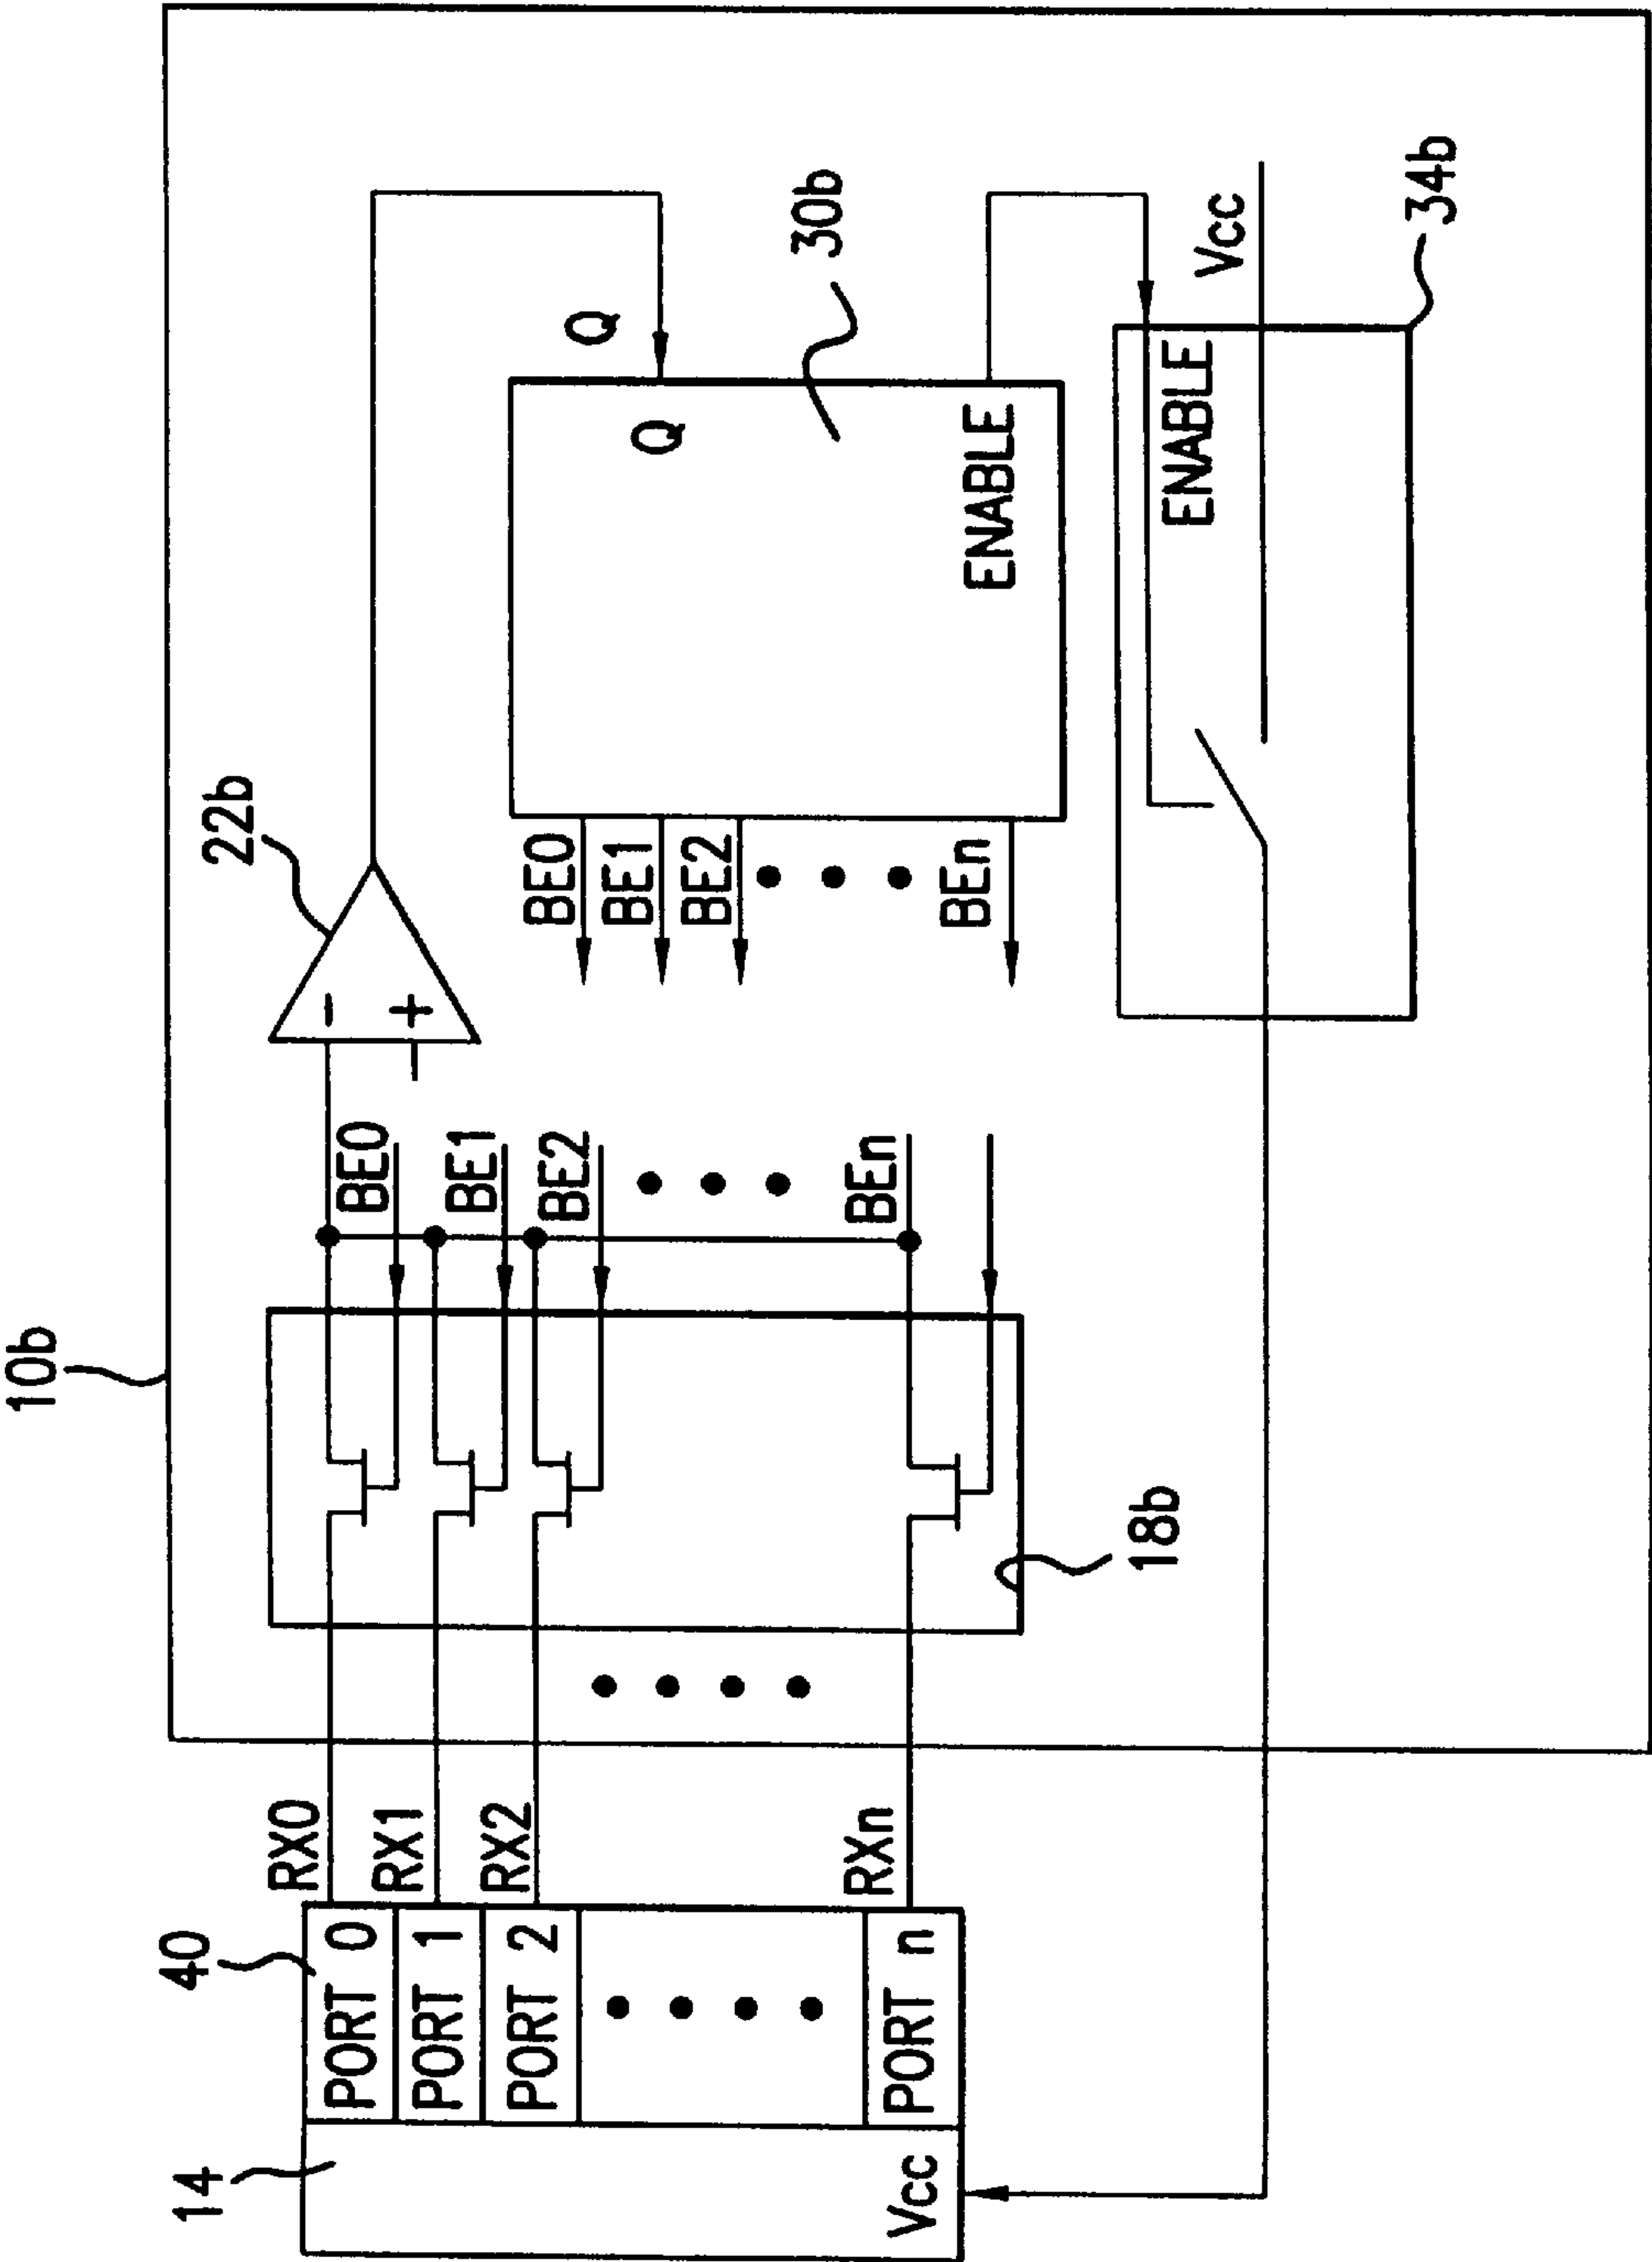 10b
14
40
PORT 0
PORT 1
PORT 2
PORT n
Vcc
RX0
RX1
RX2
RXn
18b
BE0
BE1
BE2
BEn
22b
-
+
BE0
BE1
BE2
BEn
Q
Q
30b
ENABLE
ENABLE
Vcc
34b